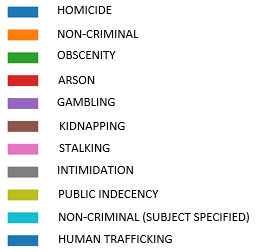 HOMICIDE
NON-CRIMINAL
OBSCENITY
ARSON
GAMBLING
KIDNAPPING
STALKING
INTIMIDATION
PUBLIC INDECENCY
NON-CRIMINAL (SUBJECT SPECIFIED)
HUMAN TRAFFICKING